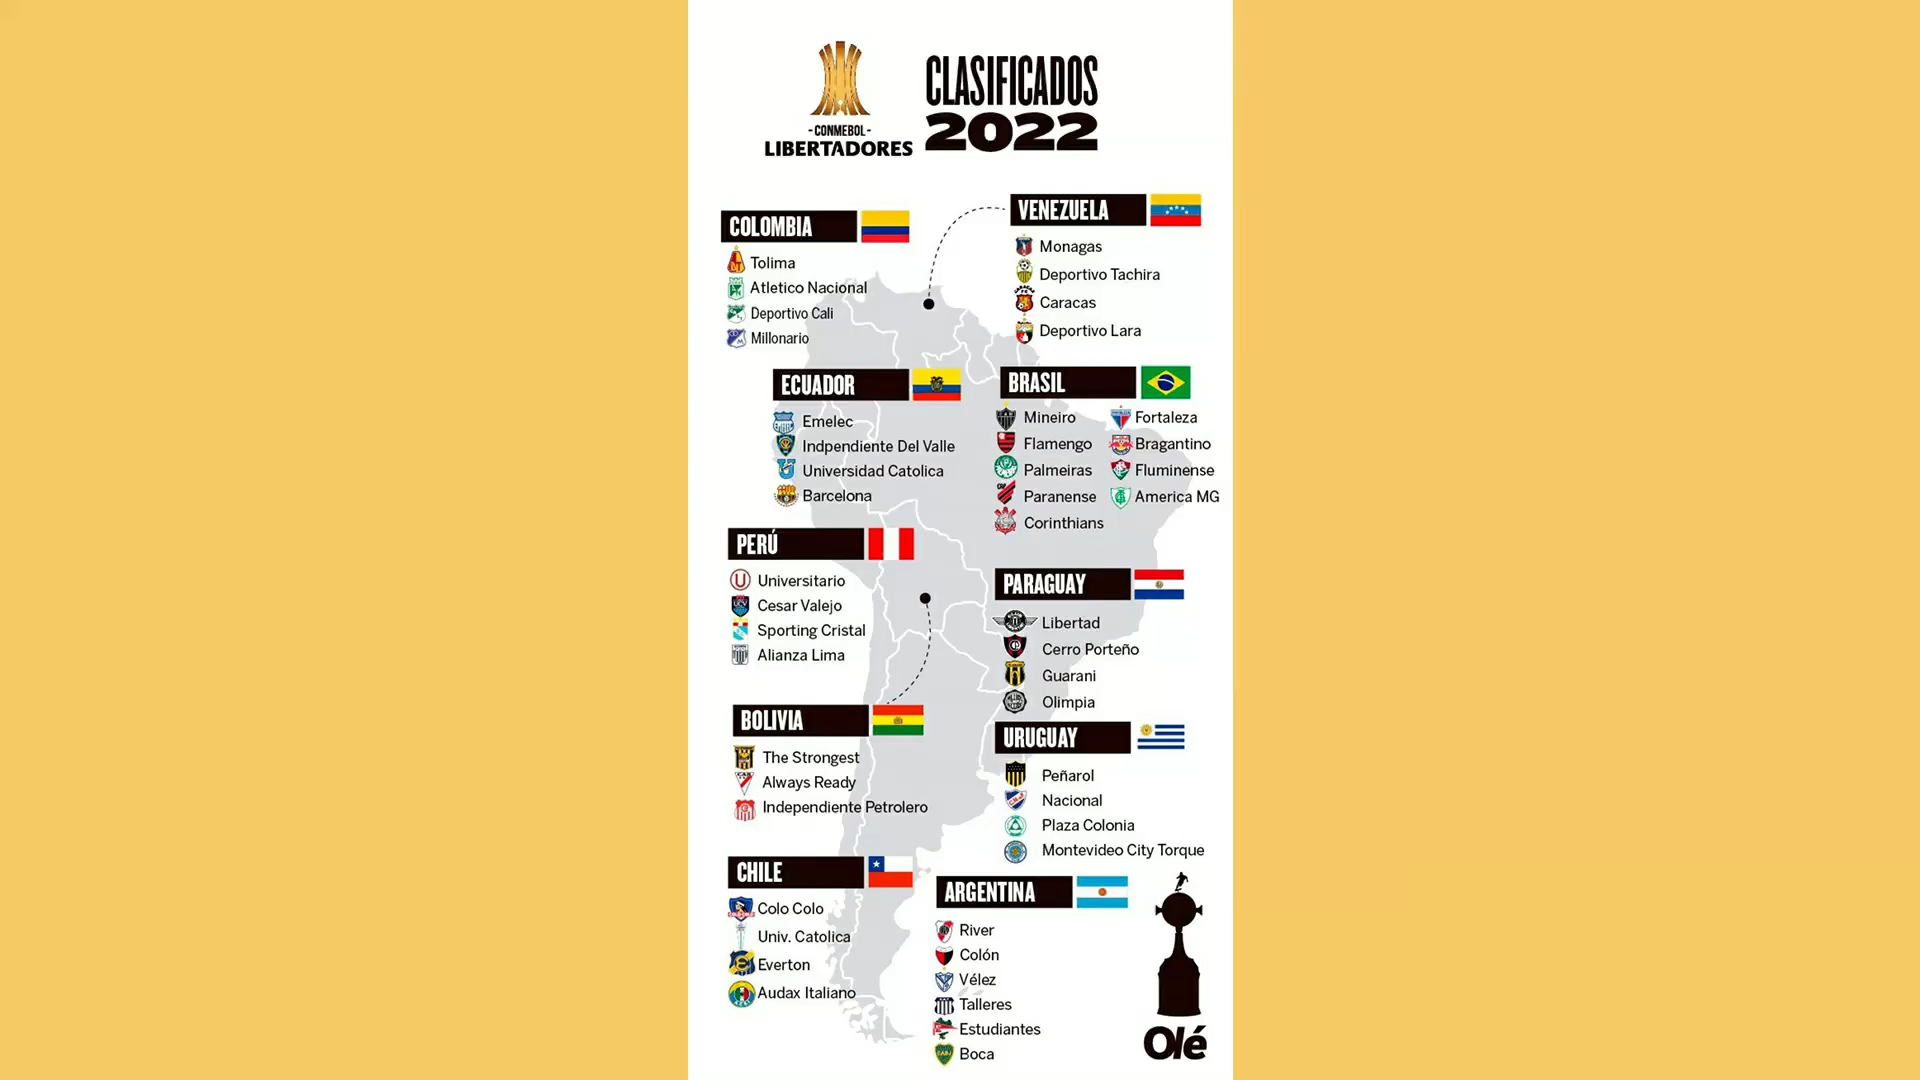 - CONMEBOL -
LIBERTADORES
CLASIFICADOS
2022
COLOMBIA
Tolima
Atletico Nacional
Deportivo Cali
Millonario
VENEZUELA
Monagas
Deportivo Tachira
Caracas
Deportivo Lara
ECUADOR
Emelec
Indpendiente Del Valle
Universidad Catolica
Barcelona
BRASIL
Mineiro
Flamengo
Palmeiras
Paranense
Corinthians
Fortaleza
Bragantino
Fluminense
America MG
PERÚ
Universitario
Cesar Valejo
Sporting Cristal
Alianza Lima
PARAGUAY
Libertad
Cerro Porteño
Guarani
Olimpia
BOLIVIA
The Strongest
Always Ready
Independiente Petrolero
URUGUAY
Peñarol
Nacional
Plaza Colonia
Montevideo City Torque
CHILE
Colo Colo
Univ. Catolica
Everton
Audax Italiano
ARGENTINA
River
Colón
Vélez
Talleres
Estudiantes
Boca
Olé